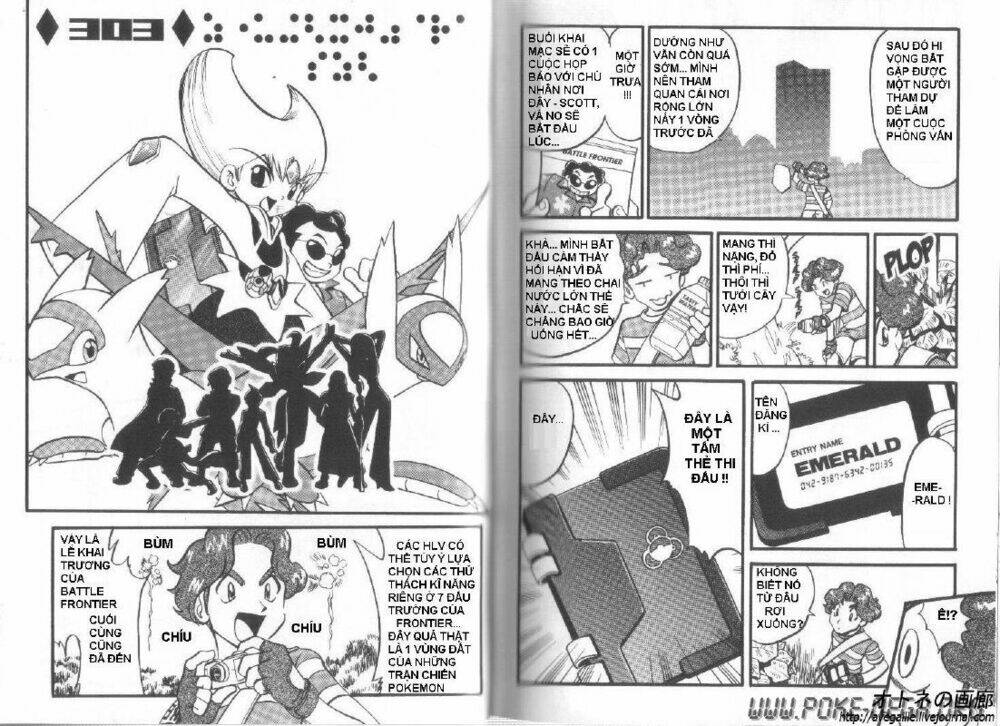 303
VẬY LÀ
LỄ KHAI
TRƯƠNG
CỦA
BATTLE
FRONTIER
CUỐI
CÙNG
CŨNG
ĐÃ ĐẾN
BÙM
CHÍU
BÙM
CHÍU
CÁC HLV CÓ
THỂ TÙY Ý LỰA
CHỌN CÁC THỬ
THÁCH KĨ NĂNG
RIÊNG Ở 7 ĐẤU
TRƯỜNG CỦA
FRONTIER...
ĐÂY QUẢ THẬT
LÀ 1 VÙNG ĐẤT
CỦA NHỮNG
TRẬN CHIẾN
POKEMON
BUỔI KHAI
MẠC SẼ CÓ 1
CUỘC HỌP
BÁO VỚI CHỦ
NHÂN NƠI
ĐÂY - SCOTT,
VÀ NÓ SẼ
BẮT ĐẦU
LÚC...
MỘT
GIỜ
TRƯA
!!!
BATTLE FRONTIER
DƯỜNG NHƯ
VẪN CÒN QUÁ
SỚM... MÌNH
NÊN THAM
QUAN CÁI NƠI
RỘNG LỚN
NÀY 1 VÒNG
TRƯỚC ĐÃ
SAU ĐÓ HI
VỌNG BẮT
GẶP ĐƯỢC
MỘT NGƯỜI
THAM DỰ
ĐỂ LÀM
MỘT CUỘC
PHỎNG VẤN
KHÀ... MÌNH BẮT
ĐẦU CẢM THẤY
HỐI HẬN VÌ ĐÃ
MANG THEO CHAI
NƯỚC LỚN THẾ
NÀY... CHẮC SẼ
CHẲNG BAO GIỜ
UỐNG HẾT...
MANG THÌ
NẶNG, ĐỔ
THÌ PHÍ...
THÔI THÌ
TƯỚI CÂY
VẬY!
PLOP!
ĐÂY...
ĐÂY LÀ
MỘT
TẤM
THẺ THI
ĐẤU !!
TÊN
ĐĂNG
KÍ ...
ENTRY NAME
EMERALD
042-9187-6342-00135
EME-
-RALD !
KHÔNG
BIẾT NÓ
TỪ ĐÂU
RƠI
XUỐNG?
Ê!?
オトネの画廊